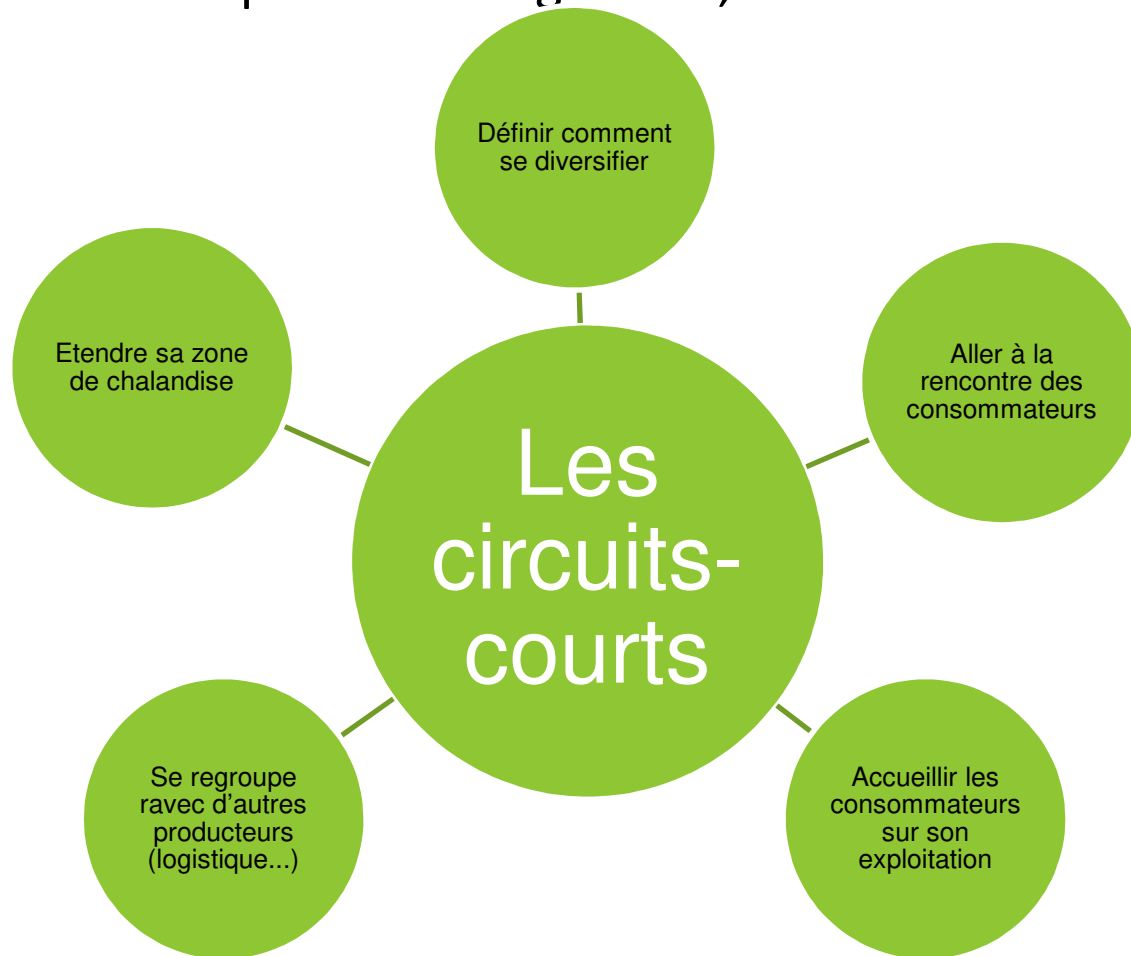 Définir comment
se diversifier
Aller à la
rencontre des
consommateurs
Accueillir les
consommateurs
sur son
exploitation
Se regroupe
ravec d'autres
producteurs
(logistique...)
Etendre sa zone
de chalandise
Les
circuits-
courts